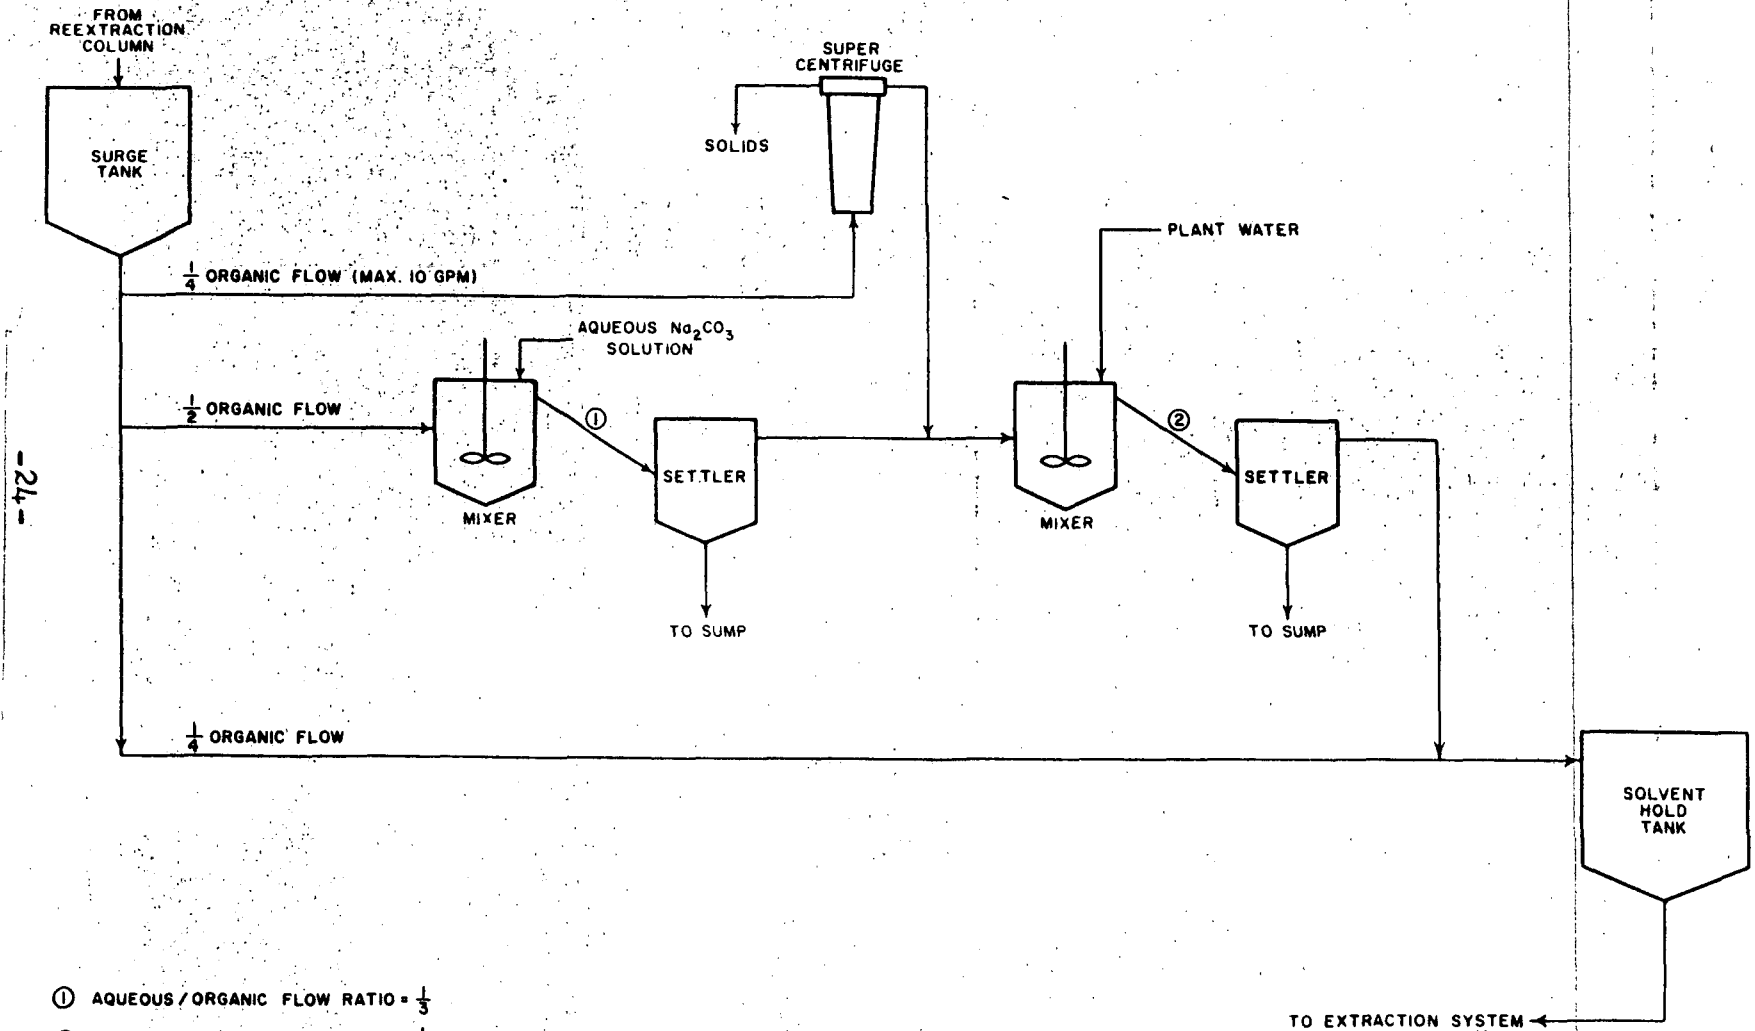 FROM
REEXTRACTION
COLUMN
SURGE
TANK
SUPER
CENTRIFUGE
SOLIDS
PLANT WATER
1/4 ORGANIC FLOW (MAX. 10 GPM)
AQUEOUS Na₂CO₃
SOLUTION
1/2 ORGANIC FLOW
①
②
SETTLER
SETTLER
MIXER
MIXER
-24-
TO SUMP
TO SUMP
1/4 ORGANIC FLOW
SOLVENT
HOLD
TANK
① AQUEOUS / ORGANIC FLOW RATIO = 1/3
TO EXTRACTION SYSTEM